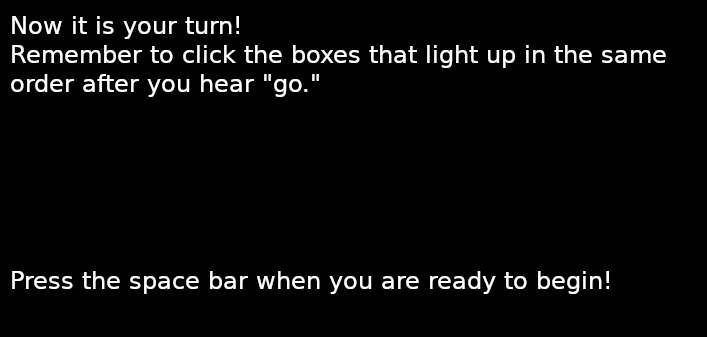 Now it is your turn!
Remember to click the boxes that light up in the same
order after you hear "go."
Press the space bar when you are ready to begin!